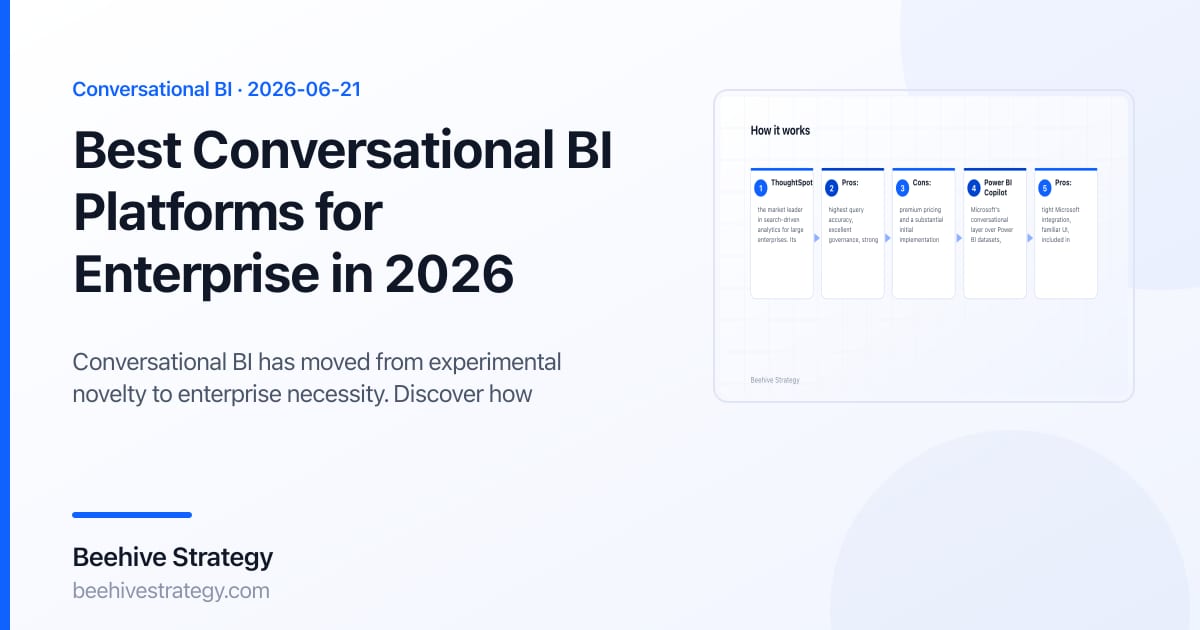 Conversational BI · 2026-06-21
Best Conversational BI
Platforms for
Enterprise in 2026
Conversational BI has moved from experimental
novelty to enterprise necessity. Discover how
Beehive Strategy
beehivestrategy.com
How it works
1 ThoughtSpot
the market leader
in search-driven
analytics for large
enterprises. Its
2 Pros:
highest query
accuracy,
excellent
governance, strong
3 Cons:
premium pricing
and a substantial
initial
implementation
4 Power BI
Copilot
Microsoft's
conversational
layer over Power
BI datasets,
5 Pros:
tight Microsoft
integration,
familiar UI,
included in
Beehive Strategy